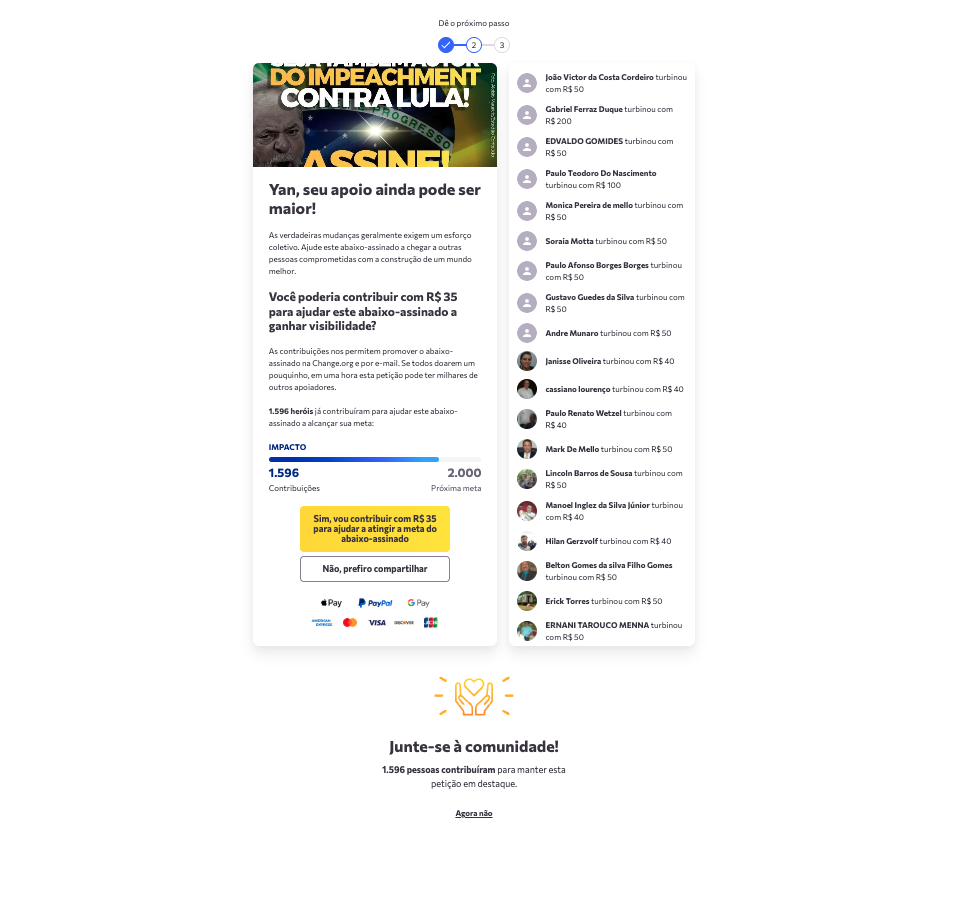 Dê o próximo passo
2
3
SEJA TAMBÉM AUTOR
DO IMPEACHMENT
CONTRA LULA!
PROGRESSO
ASSINE!
Yan, seu apoio ainda pode ser
maior!
As verdadeiras mudanças geralmente exigem um esforço
coletivo. Ajude este abaixo-assinado a chegar a outras
pessoas comprometidas com a construção de um mundo
melhor.
Você poderia contribuir com R$ 35
para ajudar este abaixo-assinado a
ganhar visibilidade?
As contribuições nos permitem promover o abaixo-
assinado na Change.org e por e-mail. Se todos doarem um
pouquinho, em uma hora esta petição pode ter milhares de
outros apoiadores.
1.596 heróis já contribuíram para ajudar este abaixo-
assinado a alcançar sua meta:
IMPACTO
1.596
2.000
Contribuições
Próxima meta
Sim, vou contribuir com R$ 35
para ajudar a atingir a meta do
abaixo-assinado
Não, prefiro compartilhar
Pay
PayPal
G Pay
AMERICAN
EXPRESS
VISA
DISCOVER
JCB
João Victor da Costa Cordeiro turbinou
com R$ 50
Gabriel Ferraz Duque turbinou com
R$ 200
EDVALDO GOMIDES turbinou com
R$ 50
Paulo Teodoro Do Nascimento
turbinou com R$ 100
Monica Pereira de mello turbinou com
R$ 50
Soraia Motta turbinou com R$ 50
Paulo Afonso Borges Borges turbinou
com R$ 50
Gustavo Guedes da Silva turbinou com
R$ 50
Andre Munaro turbinou com R$ 50
Janisse Oliveira turbinou com R$ 40
cassiano lourenço turbinou com R$ 40
Paulo Renato Wetzel turbinou com
R$ 40
Mark De Mello turbinou com R$ 50
Lincoln Barros de Sousa turbinou com
R$ 50
Manoel Inglez da Silva Júnior turbinou
com R$ 40
Hilan Gerzvolf turbinou com R$ 40
Belton Gomes da silva Filho Gomes
turbinou com R$ 50
Erick Torres turbinou com R$ 50
ERNANI TAROUCO MENNA turbinou
com R$ 50
Junte-se à comunidade!
1.596 pessoas contribuíram para manter esta
petição em destaque.
Agora não